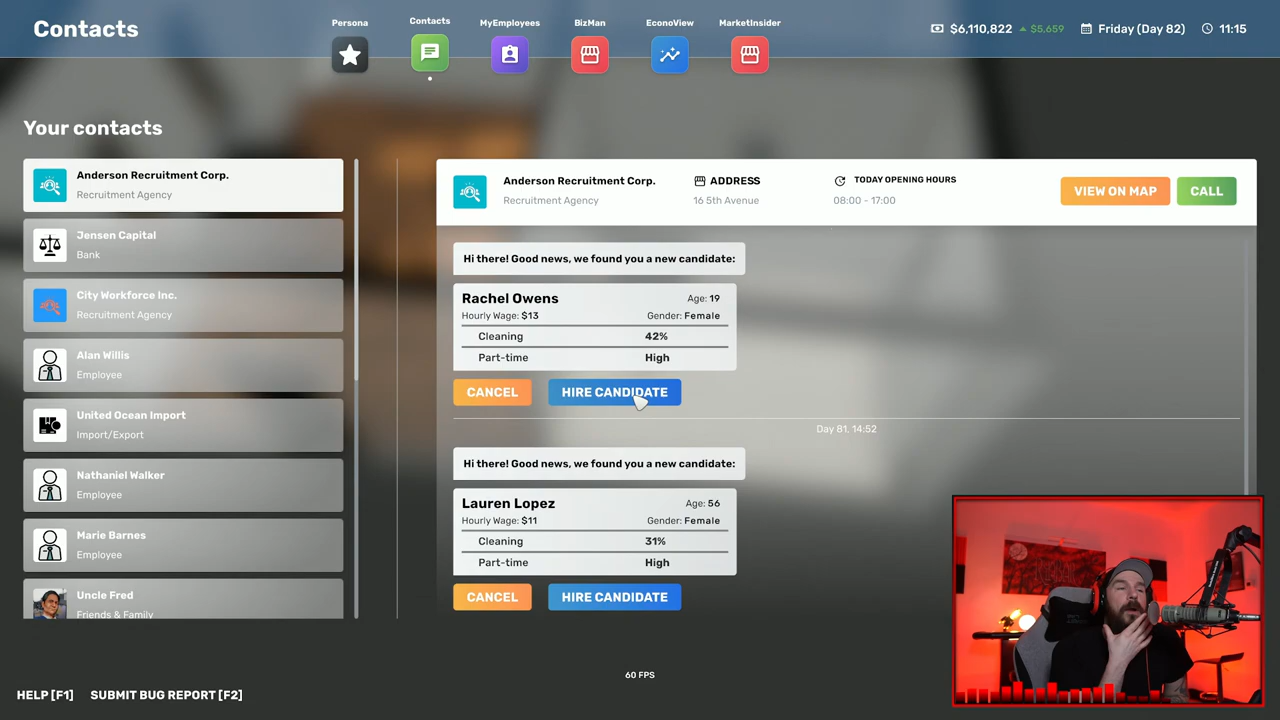 Contacts
Persona
Contacts
MyEmployees
BizMan
EconoView
MarketInsider
$6,110,822 $5,659 Friday (Day 82) 11:15
Your contacts
Anderson Recruitment Corp.
Recruitment Agency
Jensen Capital
Bank
City Workforce Inc.
Recruitment Agency
Alan Willis
Employee
United Ocean Import
Import/Export
Nathaniel Walker
Employee
Marie Barnes
Employee
Uncle Fred
Friends & Family
Anderson Recruitment Corp.
Recruitment Agency
ADDRESS
16 5th Avenue
TODAY OPENING HOURS
08:00 - 17:00
VIEW ON MAP
CALL
Hi there! Good news, we found you a new candidate:
Rachel Owens Age: 19
Hourly Wage: $13 Gender: Female
Cleaning 42%
Part-time High
CANCEL HIRE CANDIDATE
Day 81, 14:52
Hi there! Good news, we found you a new candidate:
Lauren Lopez Age: 56
Hourly Wage: $11 Gender: Female
Cleaning 31%
Part-time High
CANCEL HIRE CANDIDATE
60 FPS
HELP [F1] SUBMIT BUG REPORT [F2]